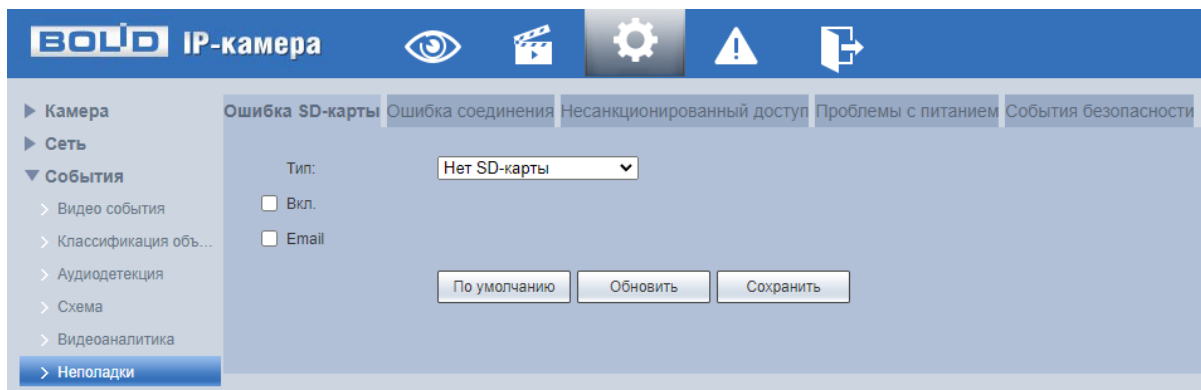 BOLID IP-камера
Камера
Сеть
События
Видео события
Классификация объ...
Аудиодетекция
Схема
Видеоаналитика
Неполадки
Ошибка SD-карты Ошибка соединения Несанкционированный доступ Проблемы с питанием События безопасности
Тип: Нет SD-карты
Вкл.
Email
По умолчанию Обновить Сохранить